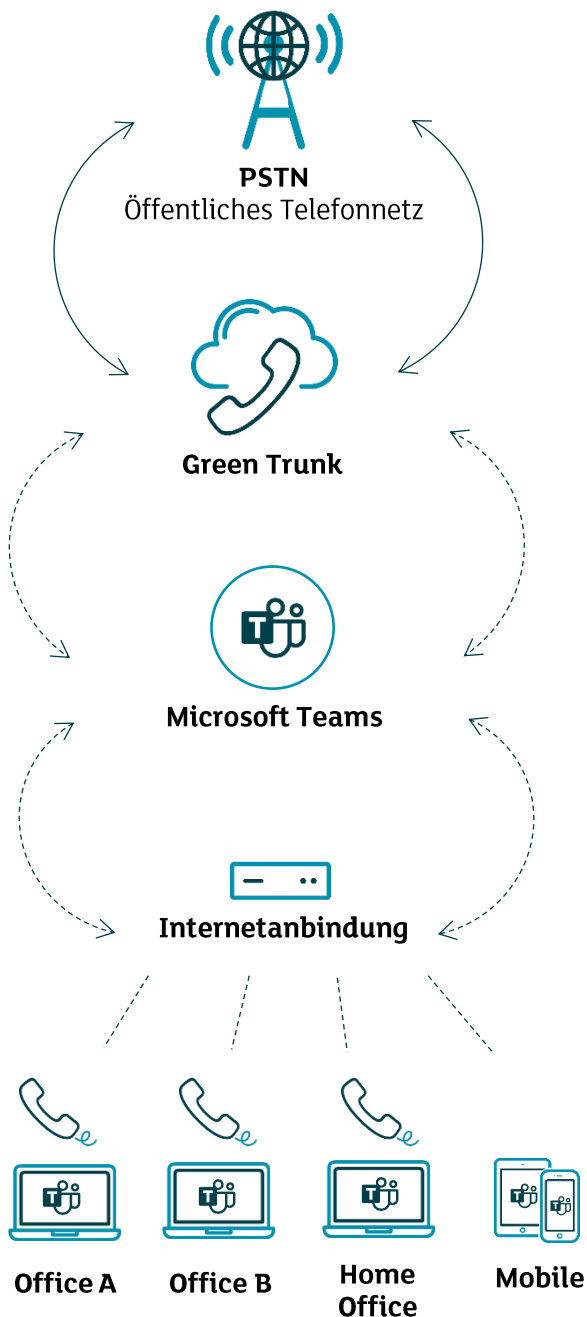 PSTN
Öffentliches Telefonnetz
Green Trunk
T
Microsoft Teams
Internetanbindung
T
T
T
T
T
Office A
Office B
Home
Office
Mobile